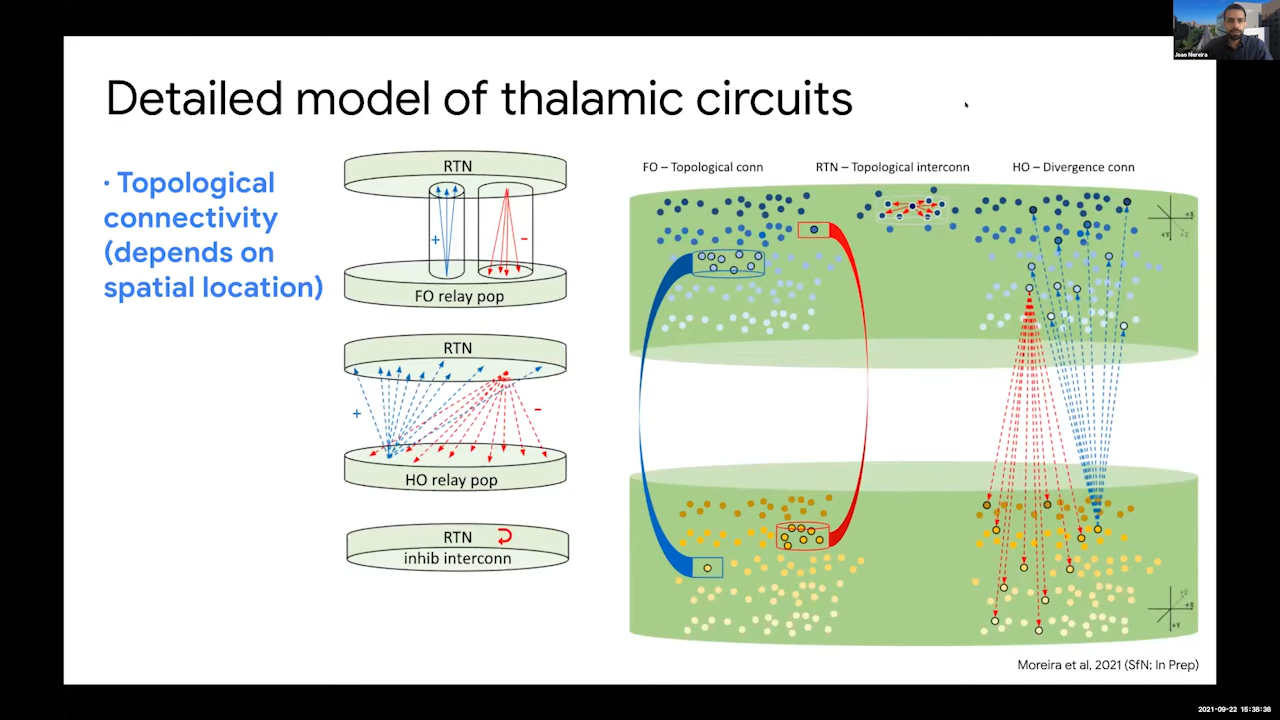 Joao Moreira
Detailed model of thalamic circuits
· Topological
connectivity
(depends on
spatial location)
RTN
+
-
FO relay pop
RTN
+
-
HO relay pop
RTN
inhib interconn
FO – Topological conn
RTN – Topological interconn
HO – Divergence conn
+X
+Y
+Z
+Z
+X
+Y
Moreira et al, 2021 (SfN; In Prep)
2021-09-22 15:38:36